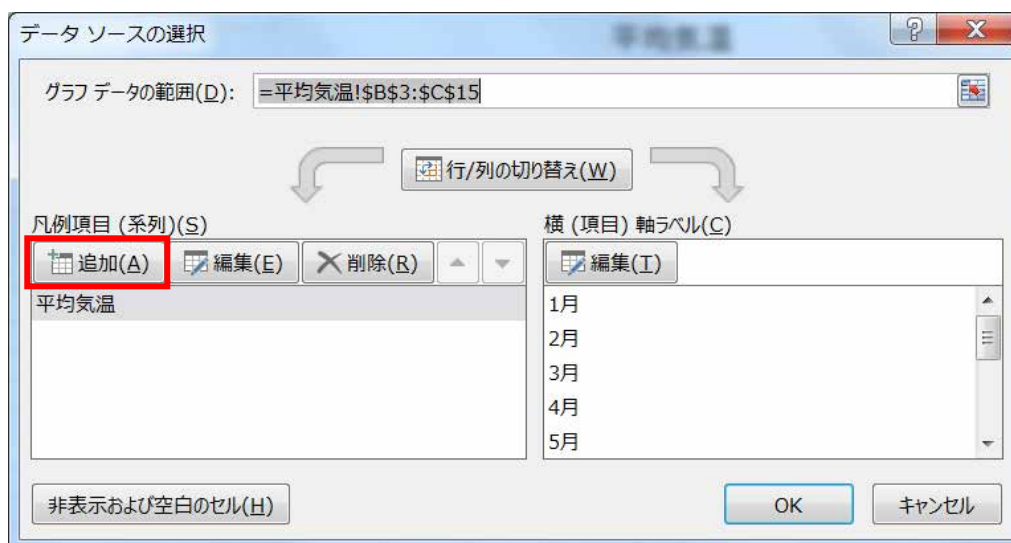 データ ソースの選択
平均気温
グラフ データの範囲(D): =平均気温!$B$3:$C$15
行/列の切り替え(W)
凡例項目 (系列)(S)
追加(A) 編集(E) 削除(R)
平均気温
横 (項目) 軸ラベル(C)
編集(T)
1月
2月
3月
4月
5月
非表示および空白のセル(H)
OK キャンセル